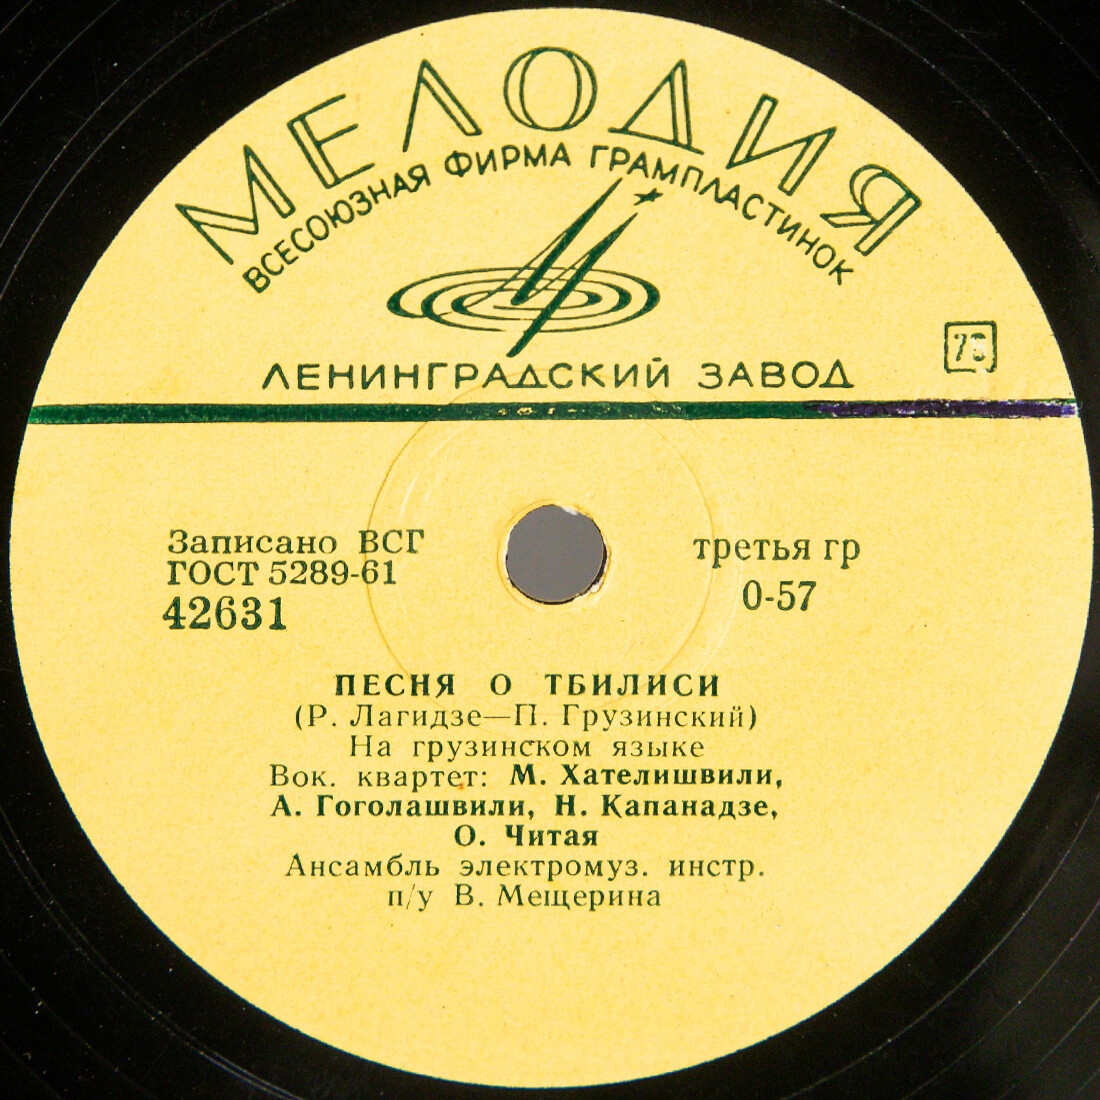 МЕЛОДИЯ
ВСЕСОЮЗНАЯ ФИРМА ГРАМПЛАСТИНОК
ЛЕНИНГРАДСКИЙ ЗАВОД
Записано ВСГ
ГОСТ 5289-61
42631
третья гр
0-57
ПЕСНЯ О ТБИЛИСИ
(Р. Лагидзе—П. Грузинский)
На грузинском языке
Вок. квартет: М. Хателишвили,
А. Гоголашвили, Н. Капанадзе,
О. Читая
Ансамбль электромуз. инстр.
п/у В. Мещерина